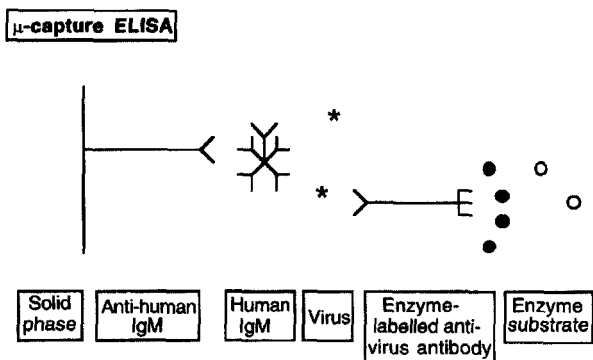 μ-capture ELISA
Solid phase
Anti-human IgM
Human IgM
Virus
Enzyme-labelled anti-virus antibody
Enzyme substrate